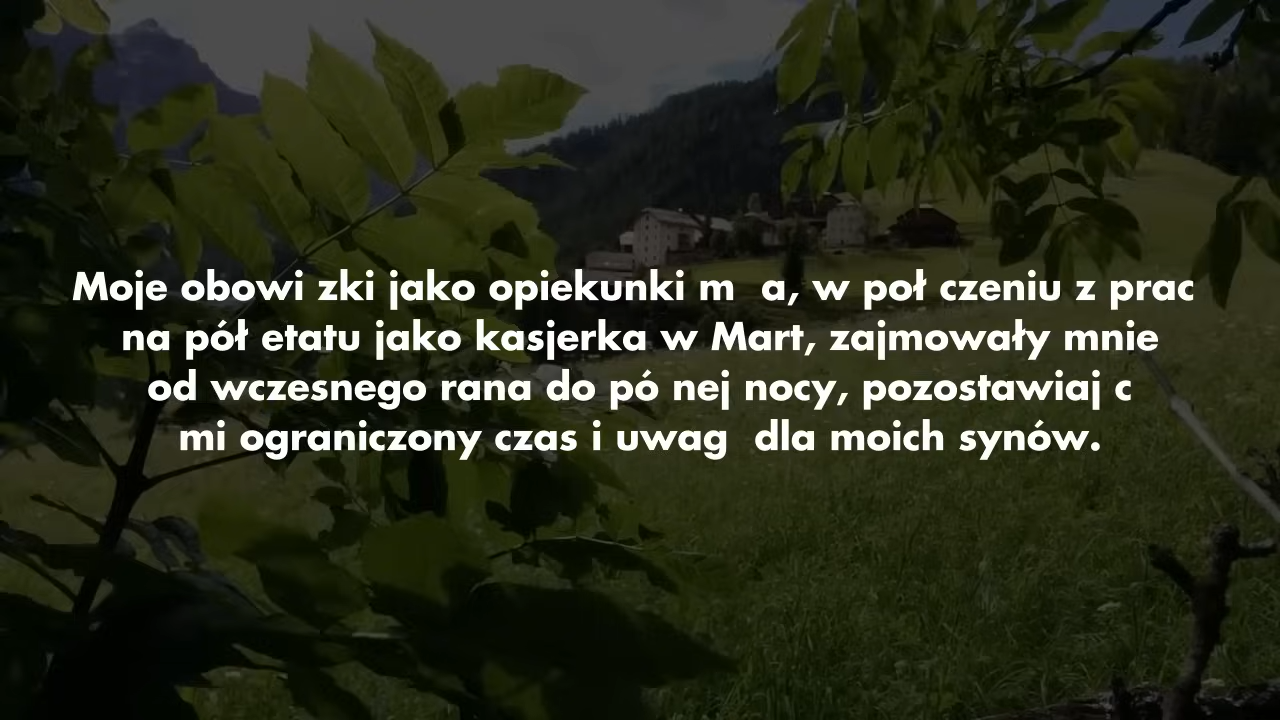 Moje obowi zki jako opiekunki m  a, w poł czeniu z prac
na pół etatu jako kasjerka w Mart, zajmowały mnie
od wczesnego rana do pó nej nocy, pozostawiaj c
mi ograniczony czas i uwag  dla moich synów.